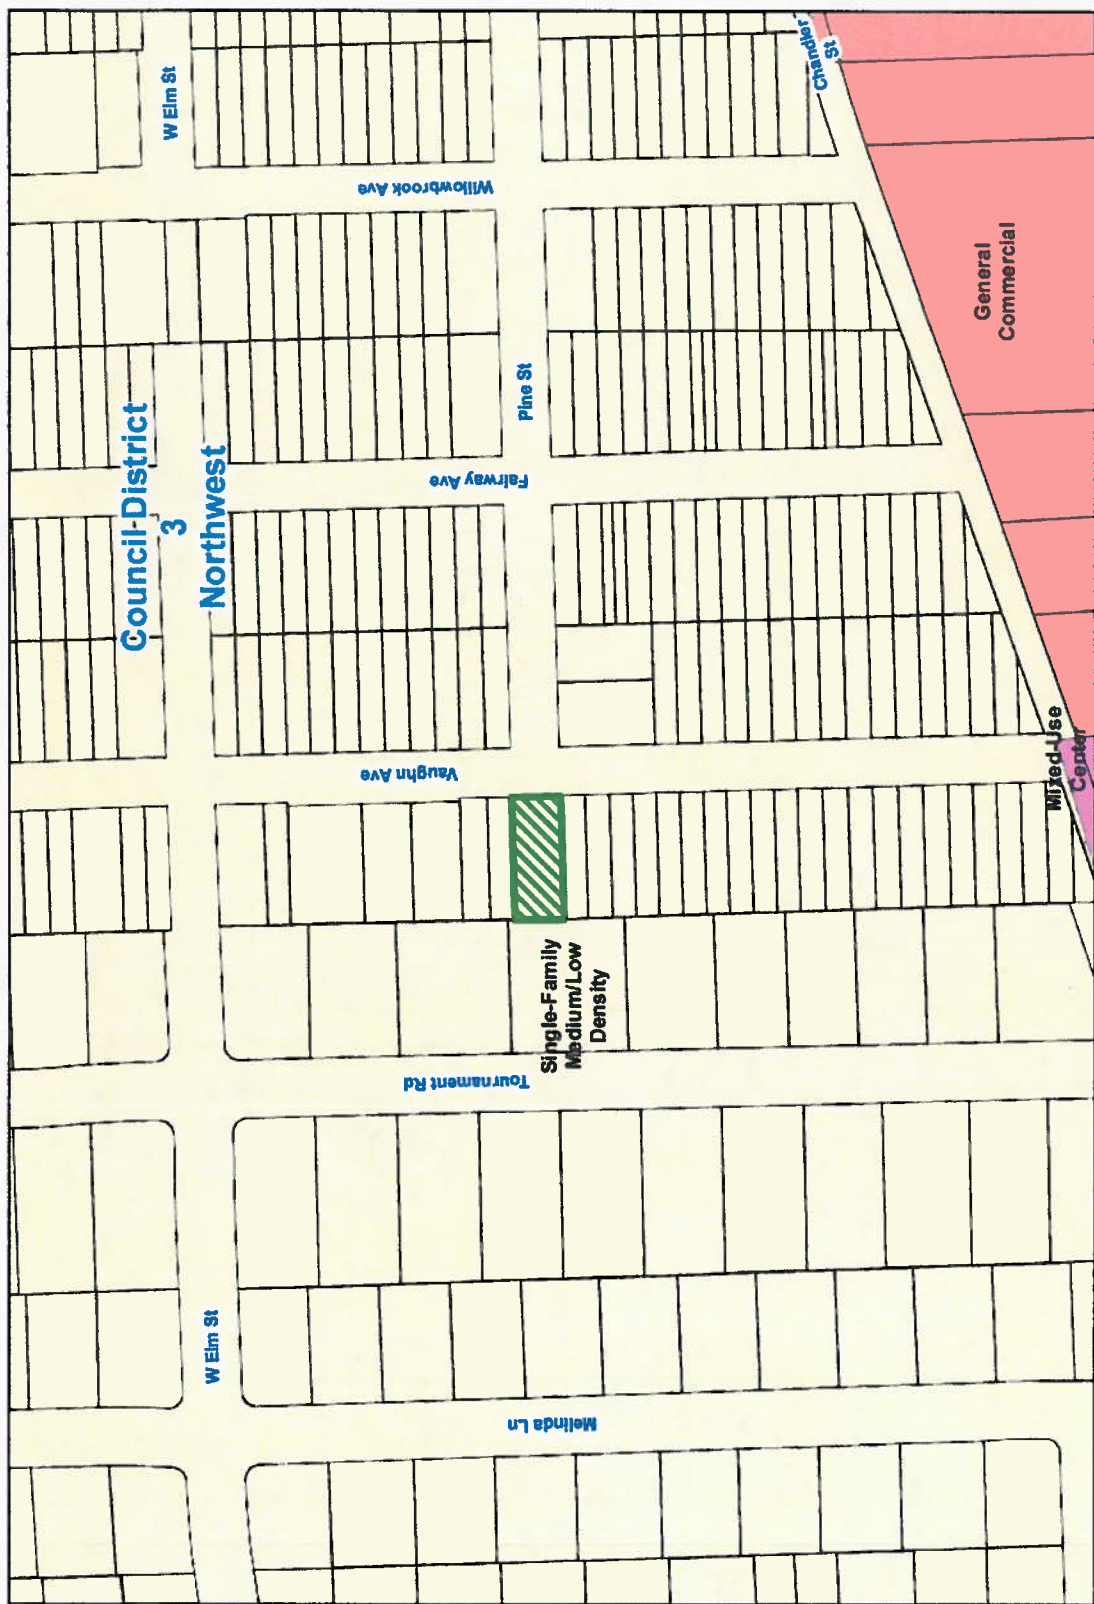 Chandler
St
W Elm St
Willowbrook Ave
General
Commercial
Pine St
Council-District
3
Northwest
Fairway Ave
Mixed-Use
Center
Vaughn Ave
Single-Family
Medium/Low
Density
Tournament Rd
W Elm St
Melinda Ln